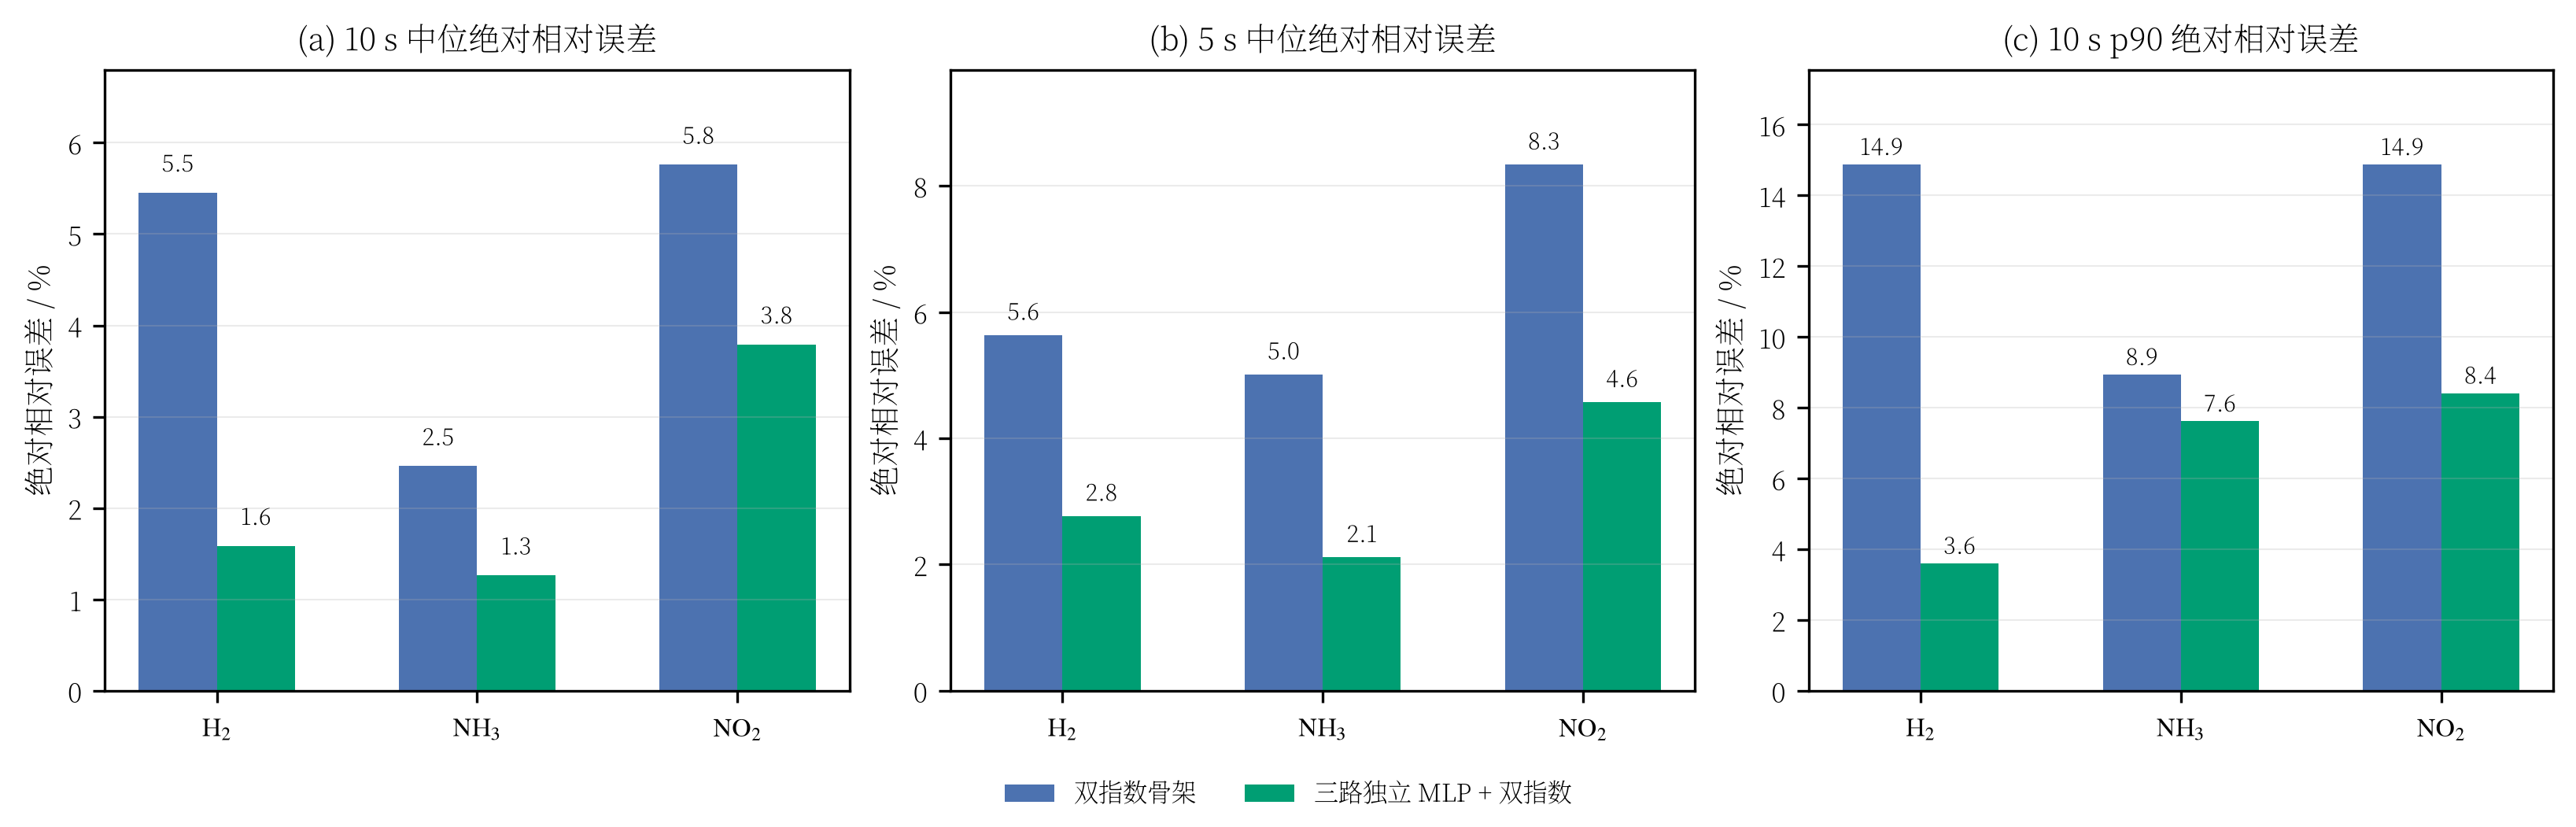 (a) 10 s 中位绝对相对误差
绝对相对误差 / %
6
5
4
3
2
1
0
5.5
1.6
2.5
1.3
5.8
3.8
H₂
NH₃
NO₂
(b) 5 s 中位绝对相对误差
绝对相对误差 / %
8
6
4
2
0
5.6
2.8
5.0
2.1
8.3
4.6
H₂
NH₃
NO₂
(c) 10 s p90 绝对相对误差
绝对相对误差 / %
16
14
12
10
8
6
4
2
0
14.9
3.6
8.9
7.6
14.9
8.4
H₂
NH₃
NO₂
双指数骨架
三路独立 MLP + 双指数